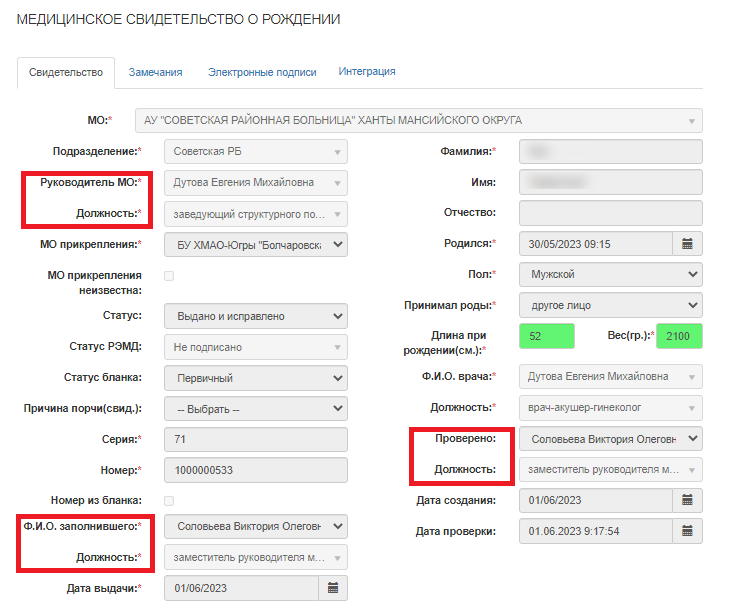 МЕДИЦИНСКОЕ СВИДЕТЕЛЬСТВО О РОЖДЕНИИ
Свидетельство Замечания Электронные подписи Интеграция
МО:* АУ "СОВЕТСКАЯ РАЙОННАЯ БОЛЬНИЦА" ХАНТЫ МАНСИЙСКОГО ОКРУГА
Подразделение:* Советская РБ
Руководитель МО:* Дутова Евгения Михайловна
Должность:* заведующий структурного по...
МО прикрепления:* БУ ХМАО-Югры "Болчаровска
МО прикрепления
неизвестна:
Статус: Выдано и исправлено
Статус РЭМД: Не подписано
Статус бланка: Первичный
Причина порчи(свид.): -- Выбрать --
Серия:* 71
Номер:* 1000000533
Номер из бланка:
Ф.И.О. заполнившего:* Соловьева Виктория Олеговн
Должность:* заместитель руководителя м...
Дата выдачи:* 01/06/2023
Фамилия:*
Имя:
Отчество:
Родился:* 30/05/2023 09:15
Пол:* Мужской
Принимал роды:* другое лицо
Длина при
рождении(см.):* 52 Вес(гр.):* 2100
Ф.И.О. врача:* Дутова Евгения Михайловна
Должность:* врач-акушер-гинеколог
Проверено: Соловьева Виктория Олеговн
Должность: заместитель руководителя м...
Дата создания: 01/06/2023
Дата проверки: 01.06.2023 9:17:54